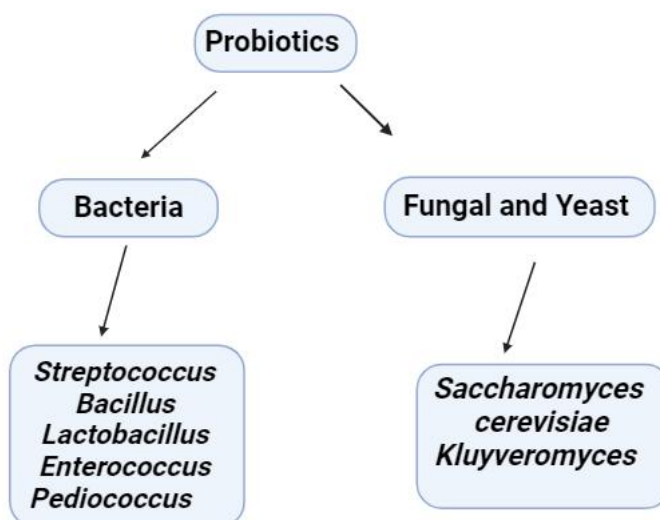 Probiotics
Bacteria
Fungal and Yeast
Streptococcus
Bacillus
Lactobacillus
Enterococcus
Pediococcus
Saccharomyces
cerevisiae
Kluyveromyces